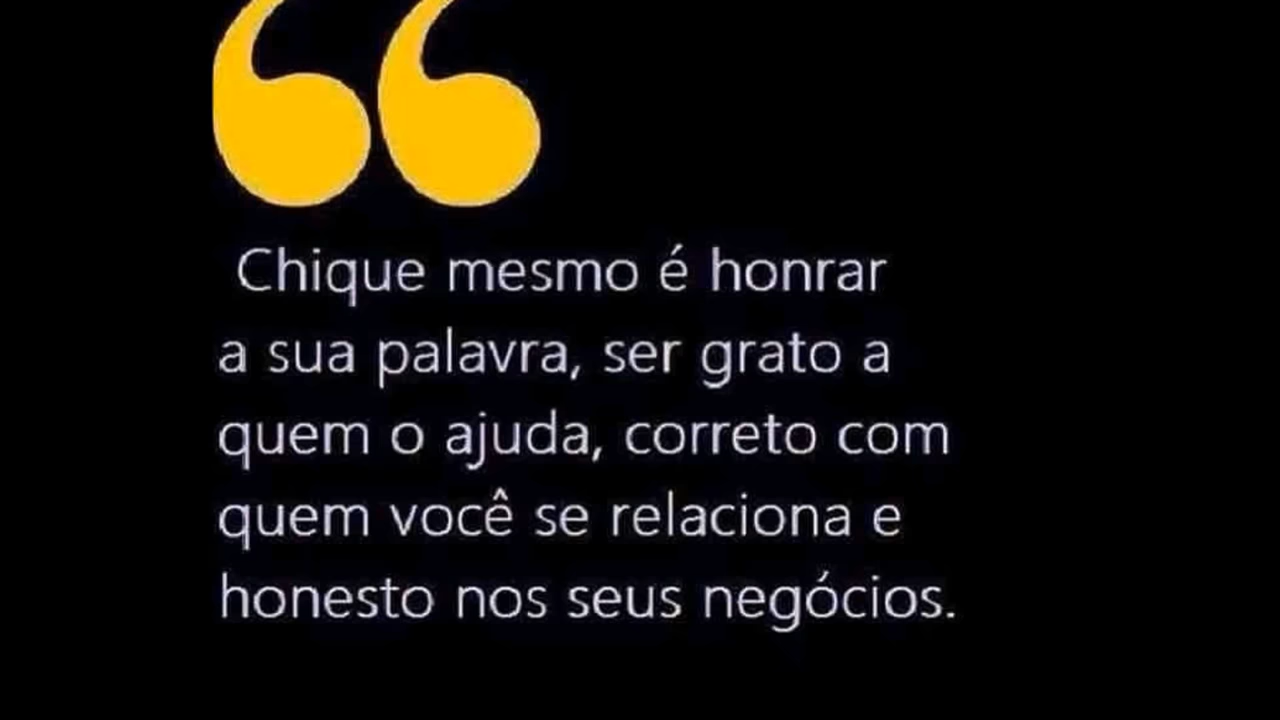 Chique mesmo é honrar
a sua palavra, ser grato a
quem o ajuda, correto com
quem você se relaciona e
honesto nos seus negócios.